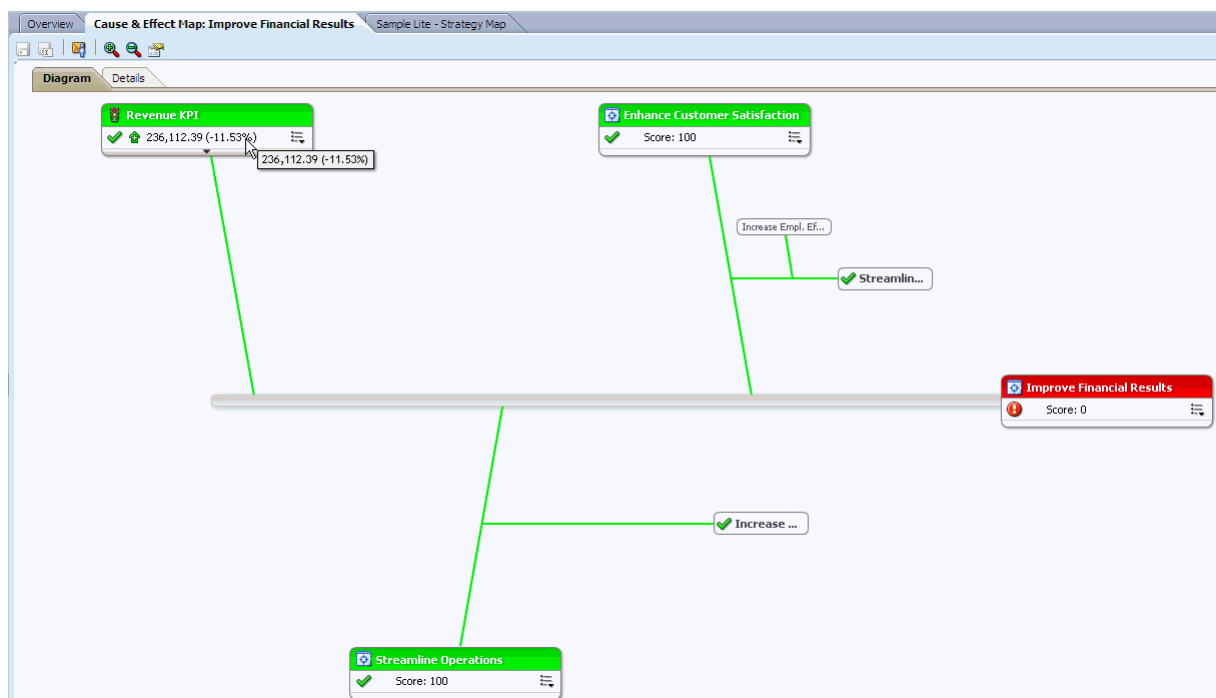 Overview
Cause & Effect Map: Improve Financial Results
Sample Lite - Strategy Map
Diagram
Details
Revenue KPI
236,112.39 (-11.53%)
236,112.39 (-11.53%)
Enhance Customer Satisfaction
Score: 100
Increase Empl. Ef...
Streamlin...
Improve Financial Results
Score: 0
Increase ...
Streamline Operations
Score: 100